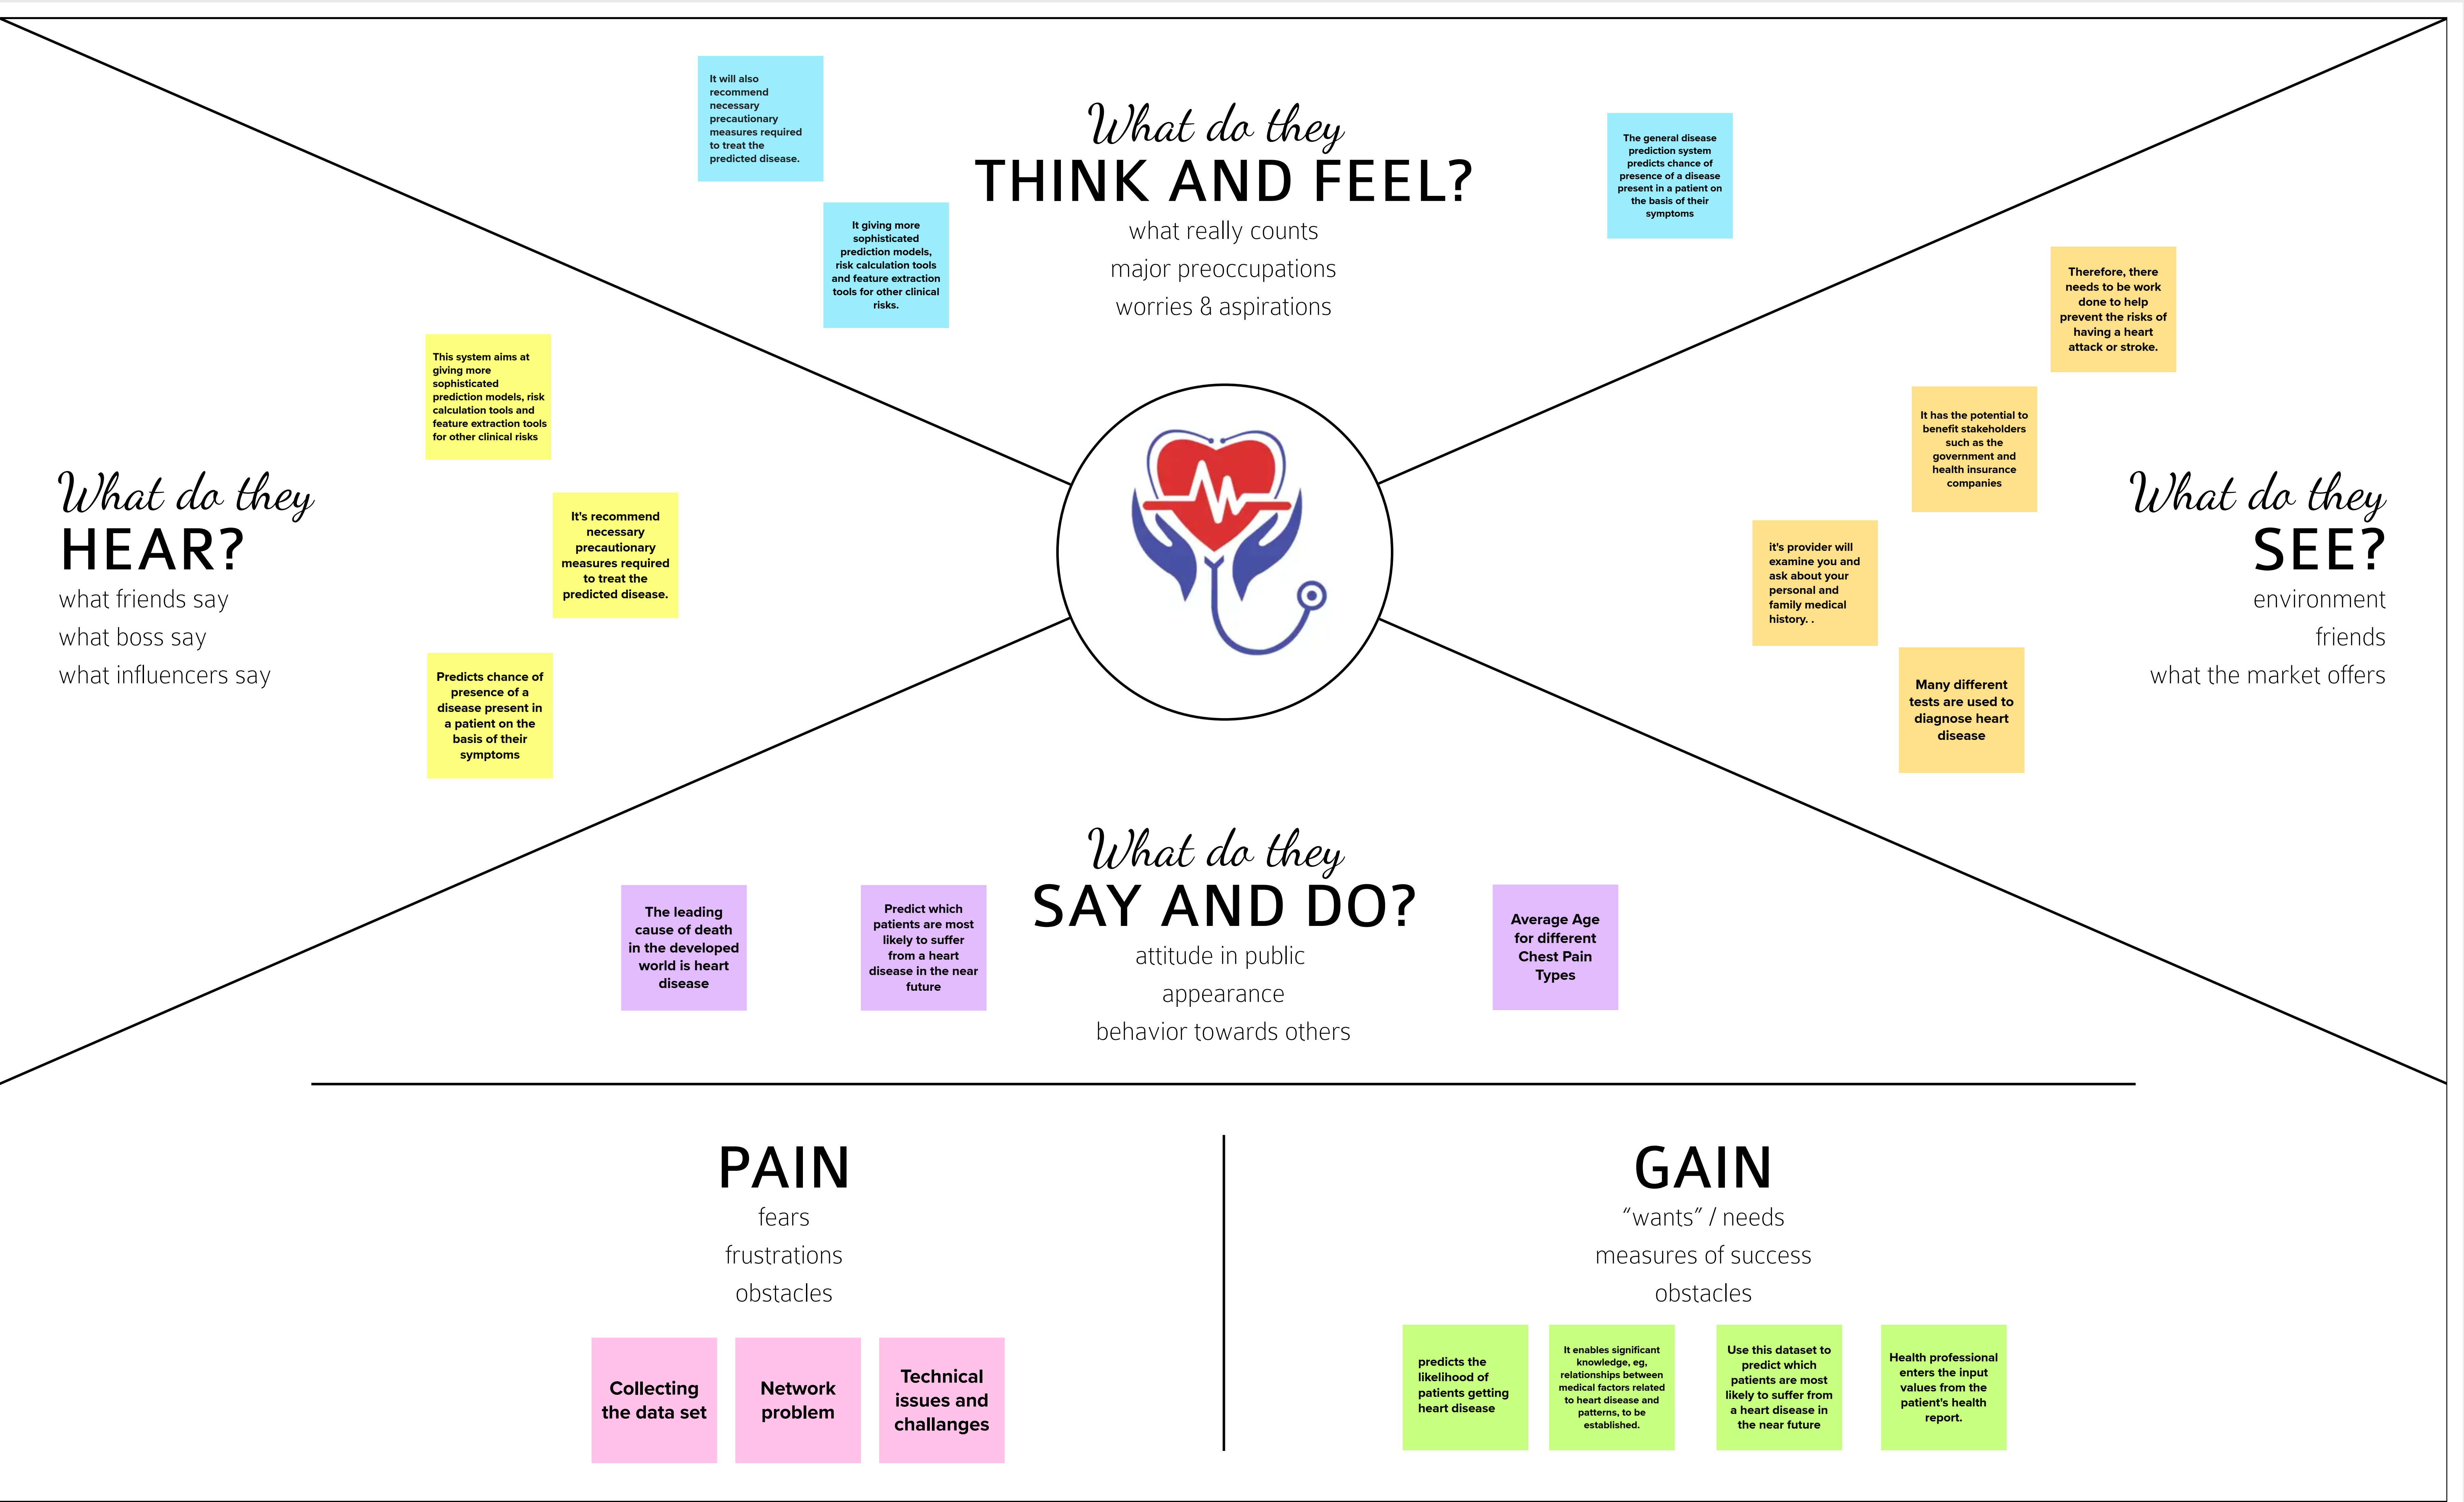 It will also
recommend
necessary
precautionary
measures required
to treat the
predicted disease.
It giving more
sophisticated
prediction models,
risk calculation tools
and feature extraction
tools for other clinical
risks.
What do they
THINK AND FEEL?
what really counts
major preoccupations
worries & aspirations
The general disease
prediction system
predicts chance of
presence of a disease
present in a patient on
the basis of their
symptoms
What do they
HEAR?
what friends say
what boss say
what influencers say
This system aims at
giving more
sophisticated
prediction models, risk
calculation tools and
feature extraction tools
for other clinical risks
It's recommend
necessary
precautionary
measures required
to treat the
predicted disease.
Predicts chance of
presence of a
disease present in
a patient on the
basis of their
symptoms
Therefore, there
needs to be work
done to help
prevent the risks of
having a heart
attack or stroke.
It has the potential to
benefit stakeholders
such as the
government and
health insurance
companies
it's provider will
examine you and
ask about your
personal and
family medical
history. .
Many different
tests are used to
diagnose heart
disease
What do they
SEE?
environment
friends
what the market offers
The leading
cause of death
in the developed
world is heart
disease
Predict which
patients are most
likely to suffer
from a heart
disease in the near
future
What do they
SAY AND DO?
attitude in public
appearance
behavior towards others
Average Age
for different
Chest Pain
Types
PAIN
fears
frustrations
obstacles
Collecting
the data set
Network
problem
Technical
issues and
challanges
GAIN
“wants” / needs
measures of success
obstacles
predicts the
likelihood of
patients getting
heart disease
It enables significant
knowledge, eg,
relationships between
medical factors related
to heart disease and
patterns, to be
established.
Use this dataset to
predict which
patients are most
likely to suffer from
a heart disease in
the near future
Health professional
enters the input
values from the
patient's health
report.